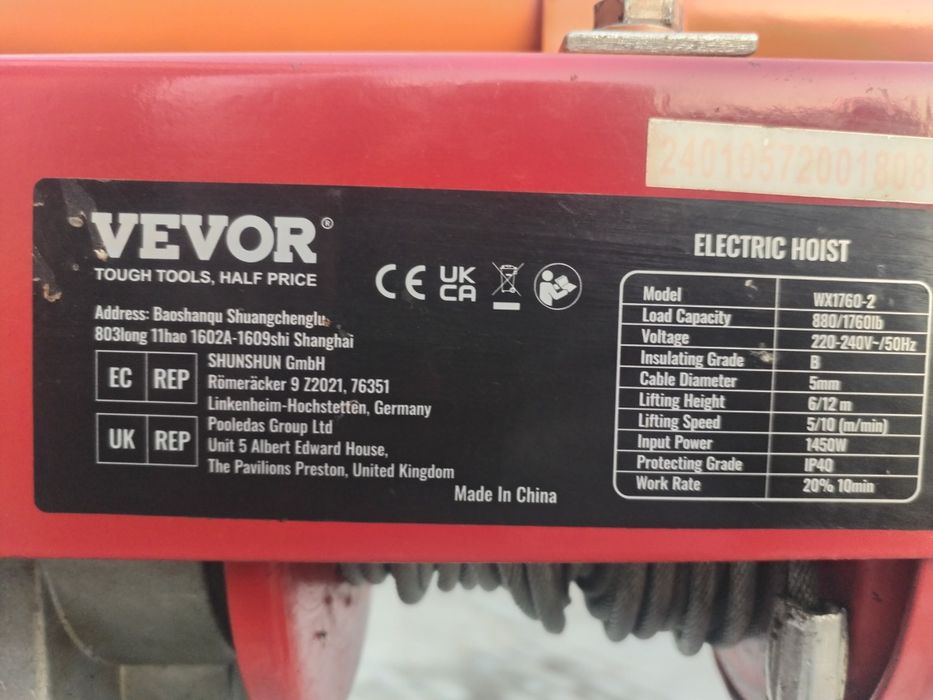 24010572001808
VEVOR®
TOUGH TOOLS, HALF PRICE
Address: Baoshanqu Shuangchenglu
803long 11hao 1602A-1609shi Shanghai
EC REP
SHUNSHUN GmbH
Römeräcker 9 Z2021, 76351
Linkenheim-Hochstetten, Germany
UK REP
Pooledas Group Ltd
Unit 5 Albert Edward House,
The Pavilions Preston, United Kingdom
Made In China
CE UK
CA
ELECTRIC HOIST
Model WX1760-2
Load Capacity 880/1760lb
Voltage 220-240V~/50Hz
Insulating Grade B
Cable Diameter 5mm
Lifting Height 6/12 m
Lifting Speed 5/10 (m/min)
Input Power 1450W
Protecting Grade IP40
Work Rate 20% 10min